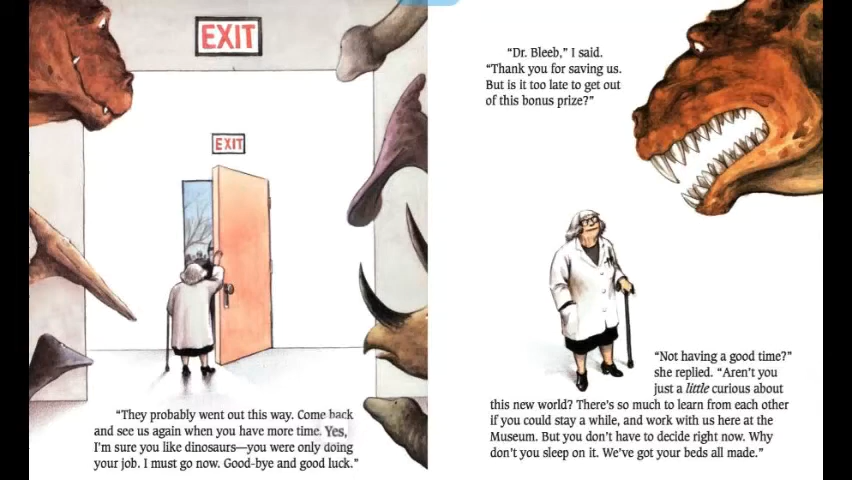 EXIT
EXIT
“They probably went out this way. Come back
and see us again when you have more time. Yes,
I’m sure you like dinosaurs—you were only doing
your job. I must go now. Good-bye and good luck.”
“Dr. Bleeb,” I said.
“Thank you for saving us.
But is it too late to get out
of this bonus prize?”
“Not having a good time?”
she replied. “Aren’t you
just a little curious about
this new world? There’s so much to learn from each other
if you could stay a while, and work with us here at the
Museum. But you don’t have to decide right now. Why
don’t you sleep on it. We’ve got your beds all made.”